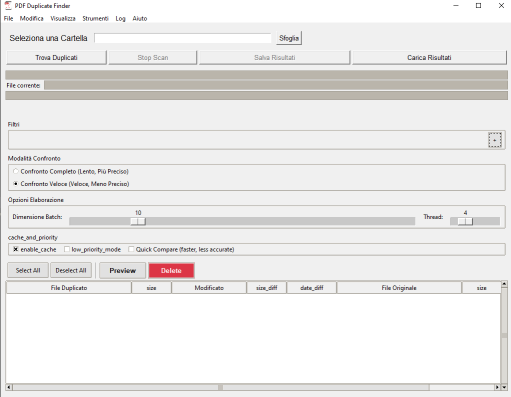 PDF Duplicate Finder
File Modifica Visualizza Strumenti Log Aiuto
Seleziona una Cartella Sfoglia
Trova Duplicati Stop Scan Salva Risultati Carica Risultati
File corrente:
Filtri
Modalità Confronto
Confronto Completo (Lento, Più Preciso)
Confronto Veloce (Veloce, Meno Preciso)
Opzioni Elaborazione
Dimensione Batch: 10 Thread: 4
cache_and_priority
enable_cache low_priority_mode Quick Compare (faster, less accurate)
Select All Deselect All Preview Delete
File Duplicato size Modificato size_diff date_diff File Originale size